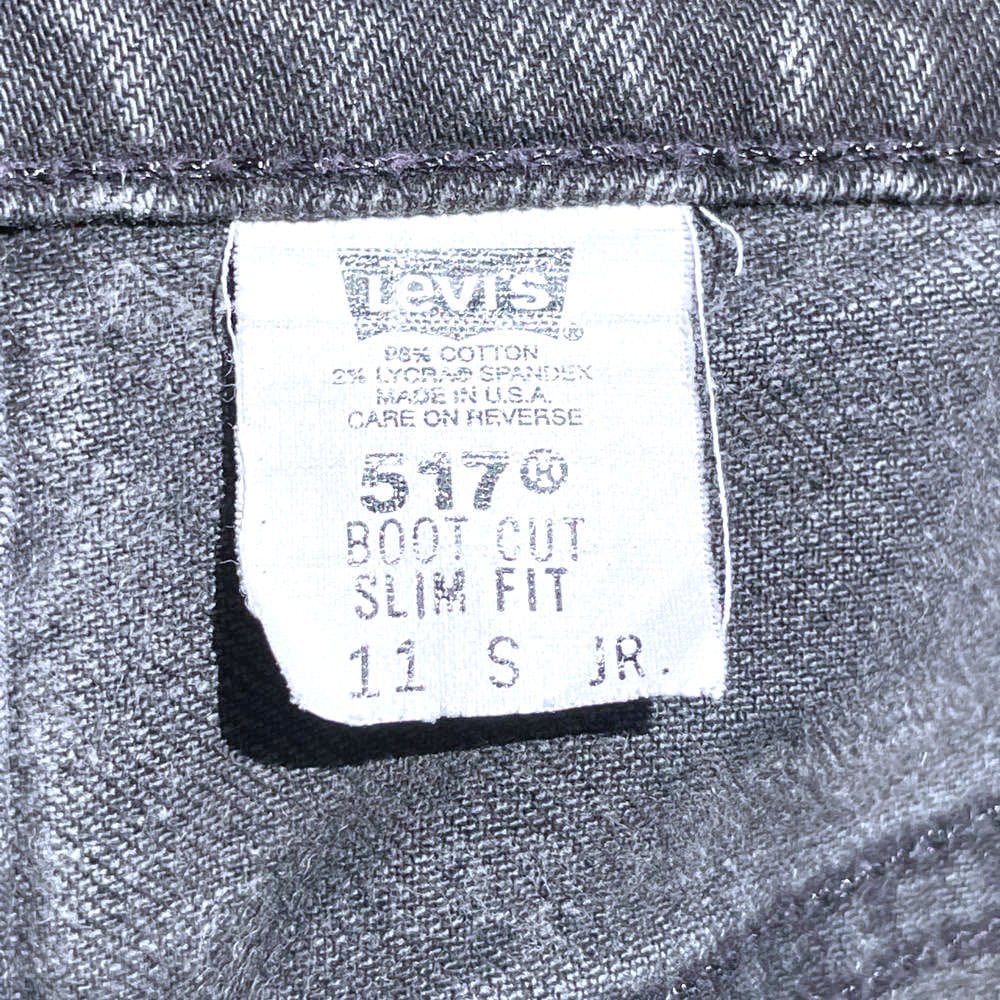 Levi's®
98% COTTON
2% LYCRA® SPANDEX
MADE IN U.S.A.
CARE ON REVERSE
517®
BOOT CUT
SLIM FIT
11 S JR.